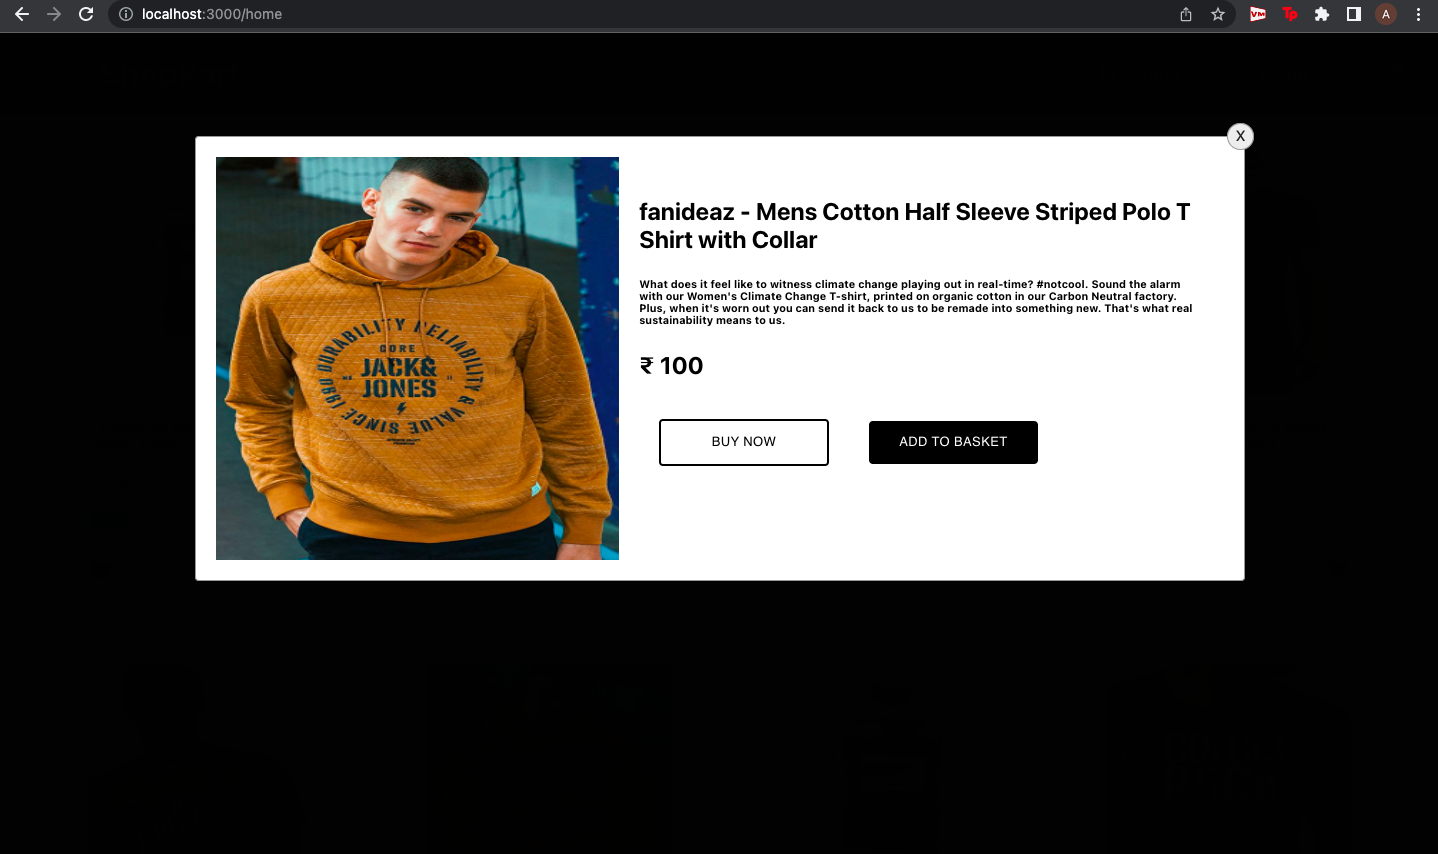 localhost:3000/home
VM
Tp
A
X
fanideaz - Mens Cotton Half Sleeve Striped Polo T
Shirt with Collar
What does it feel like to witness climate change playing out in real-time? #notcool. Sound the alarm
with our Women's Climate Change T-shirt, printed on organic cotton in our Carbon Neutral factory.
Plus, when it's worn out you can send it back to us to be remade into something new. That's what real
sustainability means to us.
₹ 100
BUY NOW
ADD TO BASKET
DURABILITY RELIABILITY
& VALUE SINCE 1990
CORE
JACK&
JONES